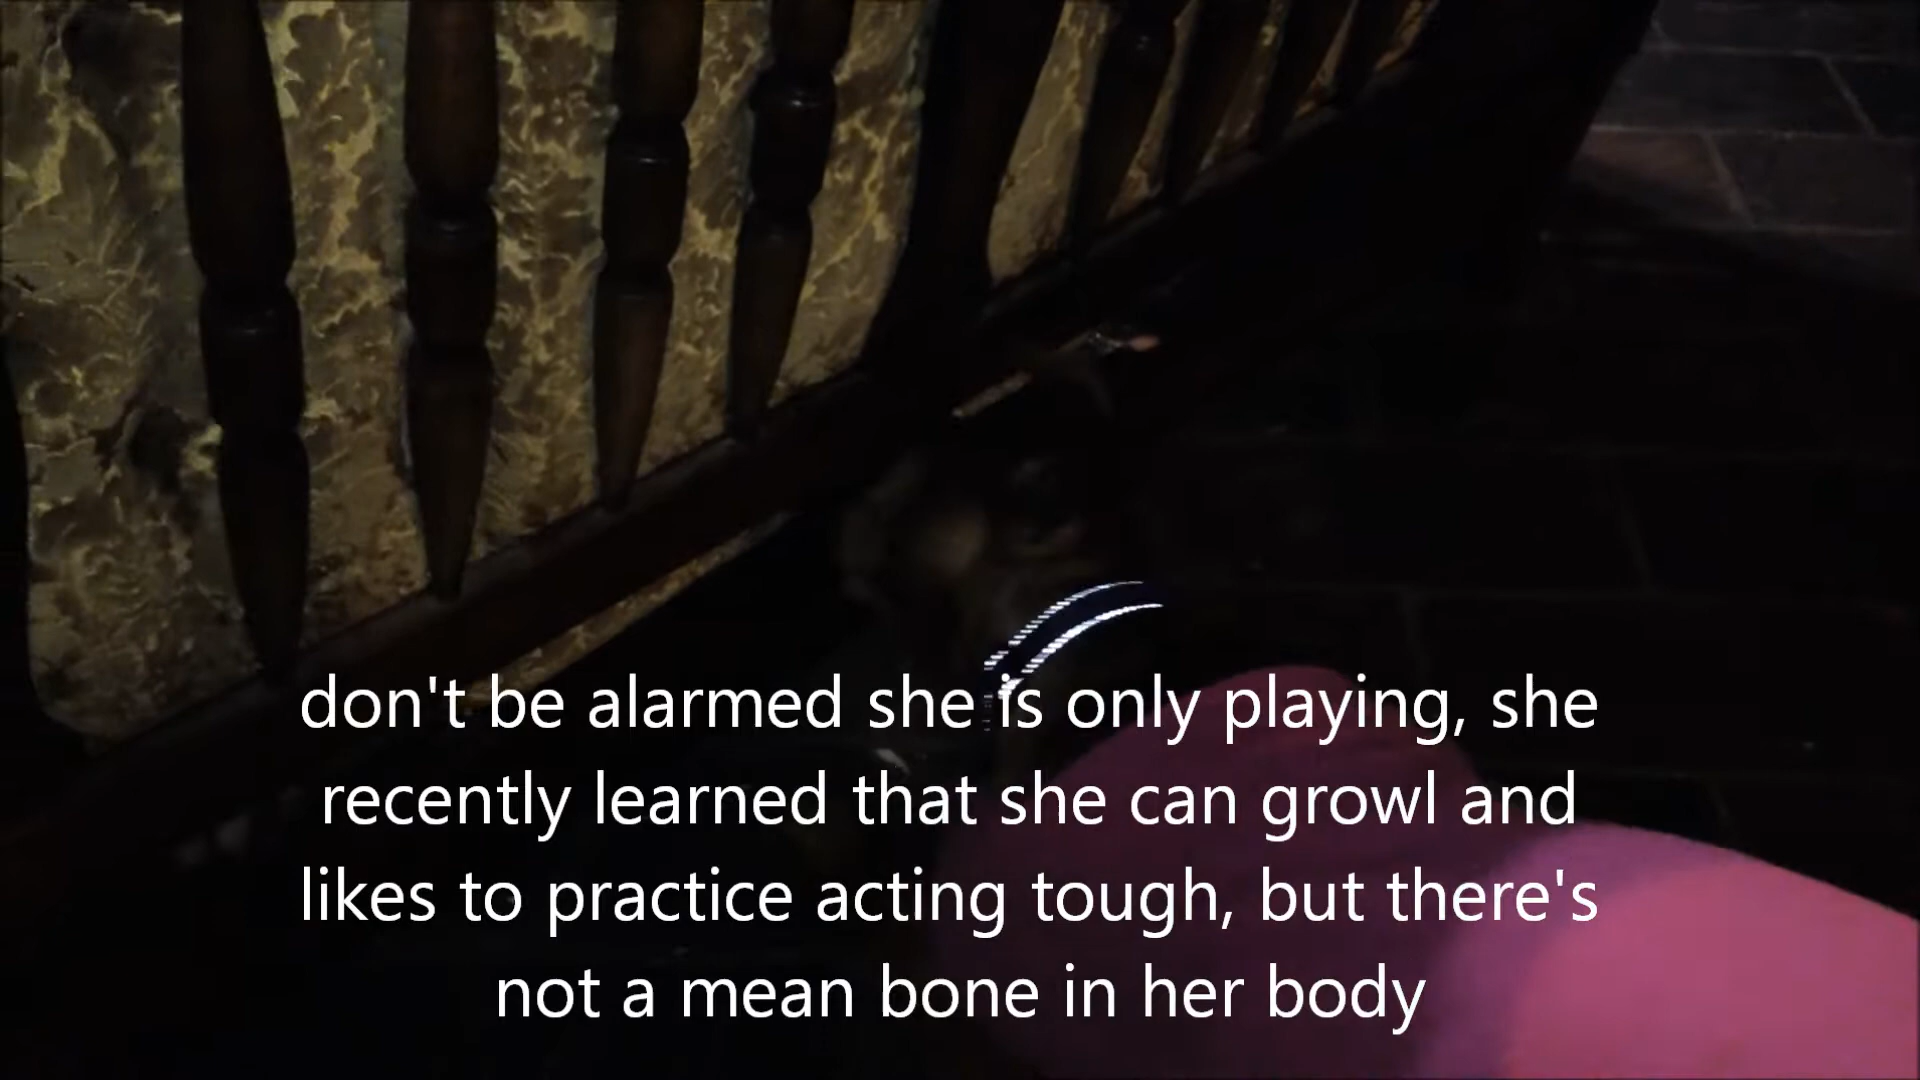 don't be alarmed she is only playing, she
recently learned that she can growl and
likes to practice acting tough, but there's
not a mean bone in her body